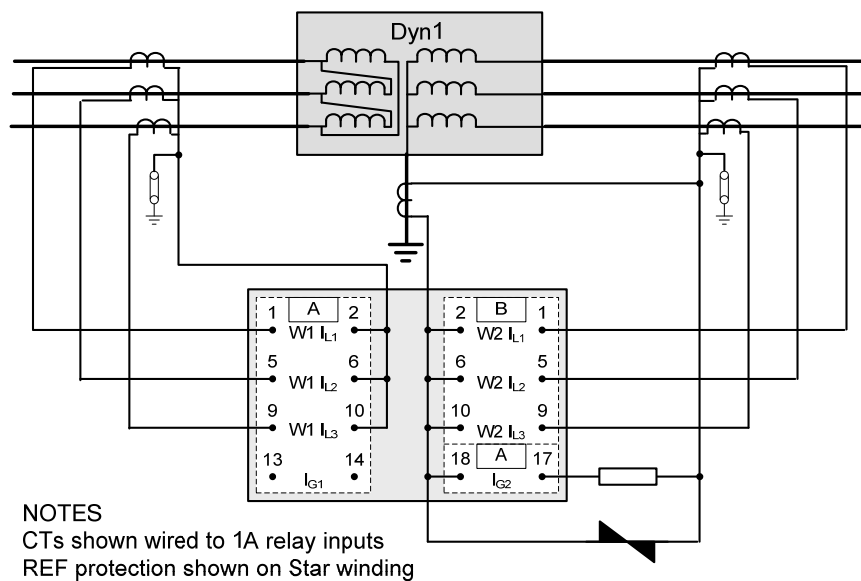 Dyn1
A
B
1 W1 IL1 2
2 W2 IL1 1
5 W1 IL2 6
6 W2 IL2 5
9 W1 IL3 10
10 W2 IL3 9
13 IG1 14
A
18 IG2 17
NOTES
CTs shown wired to 1A relay inputs
REF protection shown on Star winding